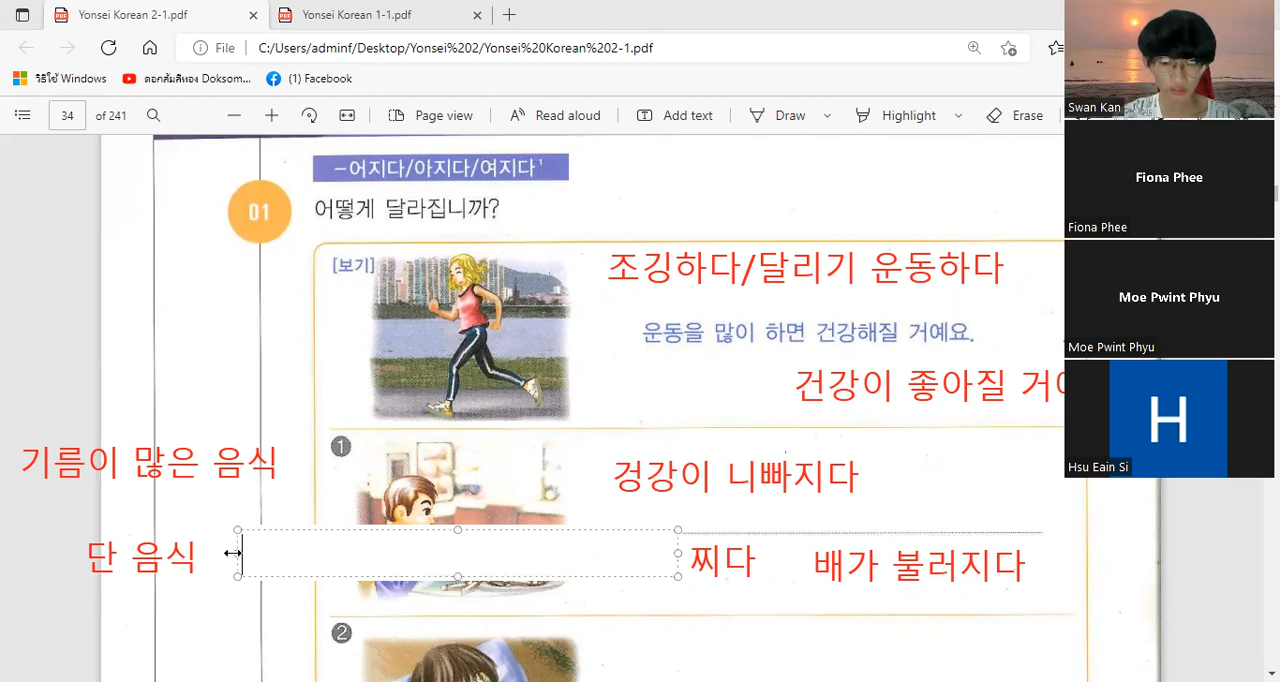 Yonsei Korean 2-1.pdf
Yonsei Korean 1-1.pdf
File
C:/Users/adminf/Desktop/Yonsei%202/Yonsei%20Korean%202-1.pdf
วิธีใช้ Windows
ดอกส้มสีทอง Doksom...
(1) Facebook
34 of 241
Page view
Read aloud
Add text
Draw
Highlight
Erase
Swan Kan
Fiona Phee
Fiona Phee
Moe Pwint Phyu
Moe Pwint Phyu
H
Hsu Eain Si
–어지다/아지다/여지다¹
01
어떻게 달라집니까?
[보기]
조깅하다/달리기 운동하다
운동을 많이 하면 건강해질 거예요.
건강이 좋아질 거
1
기름이 많은 음식
겅강이 니빠지다
단 음식
찌다
배가 불러지다
2